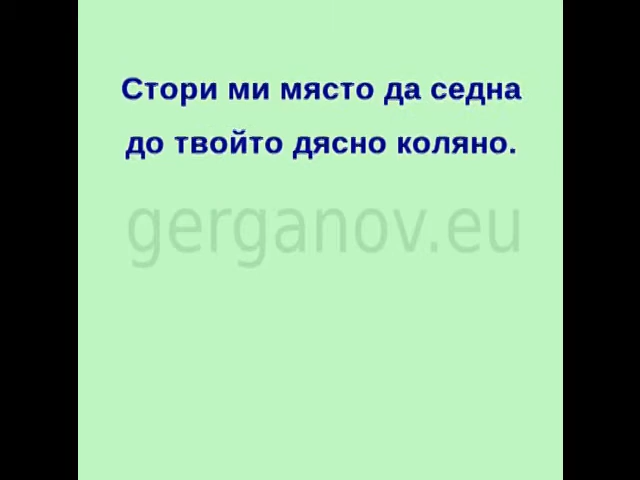 Стори ми място да седна
до твойто дясно коляно.
gerganov.eu